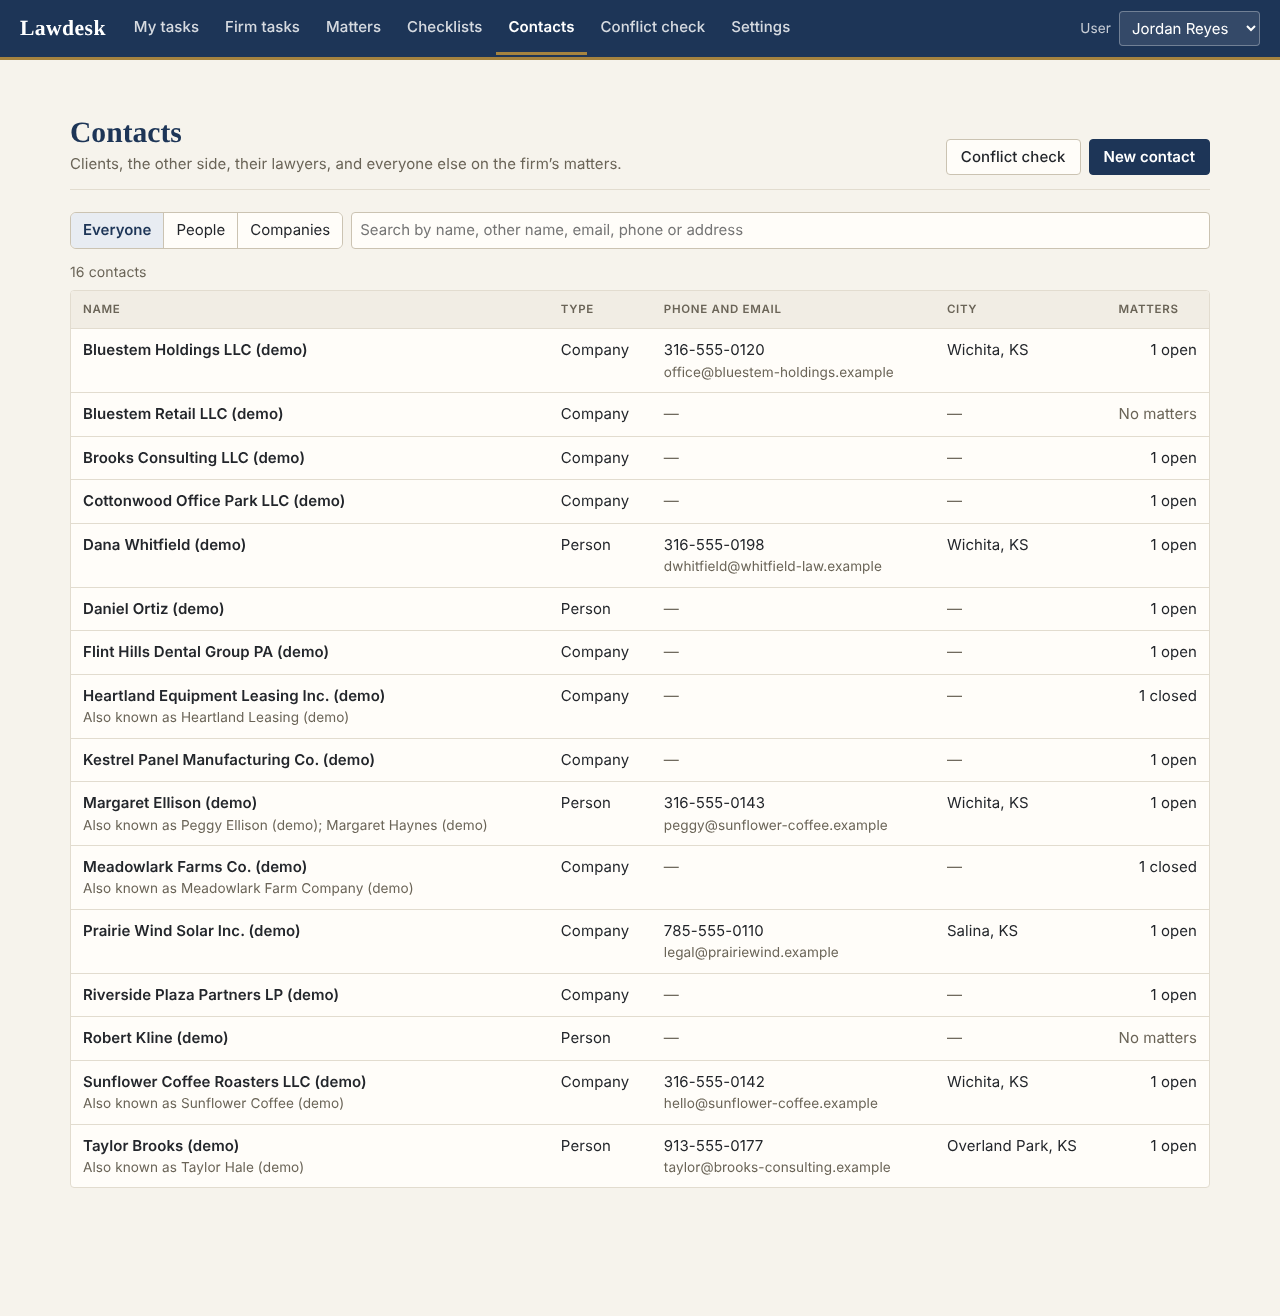 Lawdesk My tasks Firm tasks Matters Checklists Contacts Conflict check Settings User Jordan Reyes
Contacts
Clients, the other side, their lawyers, and everyone else on the firm’s matters.
Conflict check New contact
Everyone People Companies Search by name, other name, email, phone or address
16 contacts
NAME TYPE PHONE AND EMAIL CITY MATTERS
Bluestem Holdings LLC (demo) Company 316-555-0120 Wichita, KS 1 open
office@bluestem-holdings.example
Bluestem Retail LLC (demo) Company — — No matters
Brooks Consulting LLC (demo) Company — — 1 open
Cottonwood Office Park LLC (demo) Company — — 1 open
Dana Whitfield (demo) Person 316-555-0198 Wichita, KS 1 open
dwhitfield@whitfield-law.example
Daniel Ortiz (demo) Person — — 1 open
Flint Hills Dental Group PA (demo) Company — — 1 open
Heartland Equipment Leasing Inc. (demo) Company — — 1 closed
Also known as Heartland Leasing (demo)
Kestrel Panel Manufacturing Co. (demo) Company — — 1 open
Margaret Ellison (demo) Person 316-555-0143 Wichita, KS 1 open
Also known as Peggy Ellison (demo); Margaret Haynes (demo) peggy@sunflower-coffee.example
Meadowlark Farms Co. (demo) Company — — 1 closed
Also known as Meadowlark Farm Company (demo)
Prairie Wind Solar Inc. (demo) Company 785-555-0110 Salina, KS 1 open
legal@prairiewind.example
Riverside Plaza Partners LP (demo) Company — — 1 open
Robert Kline (demo) Person — — No matters
Sunflower Coffee Roasters LLC (demo) Company 316-555-0142 Wichita, KS 1 open
Also known as Sunflower Coffee (demo) hello@sunflower-coffee.example
Taylor Brooks (demo) Person 913-555-0177 Overland Park, KS 1 open
Also known as Taylor Hale (demo) taylor@brooks-consulting.example